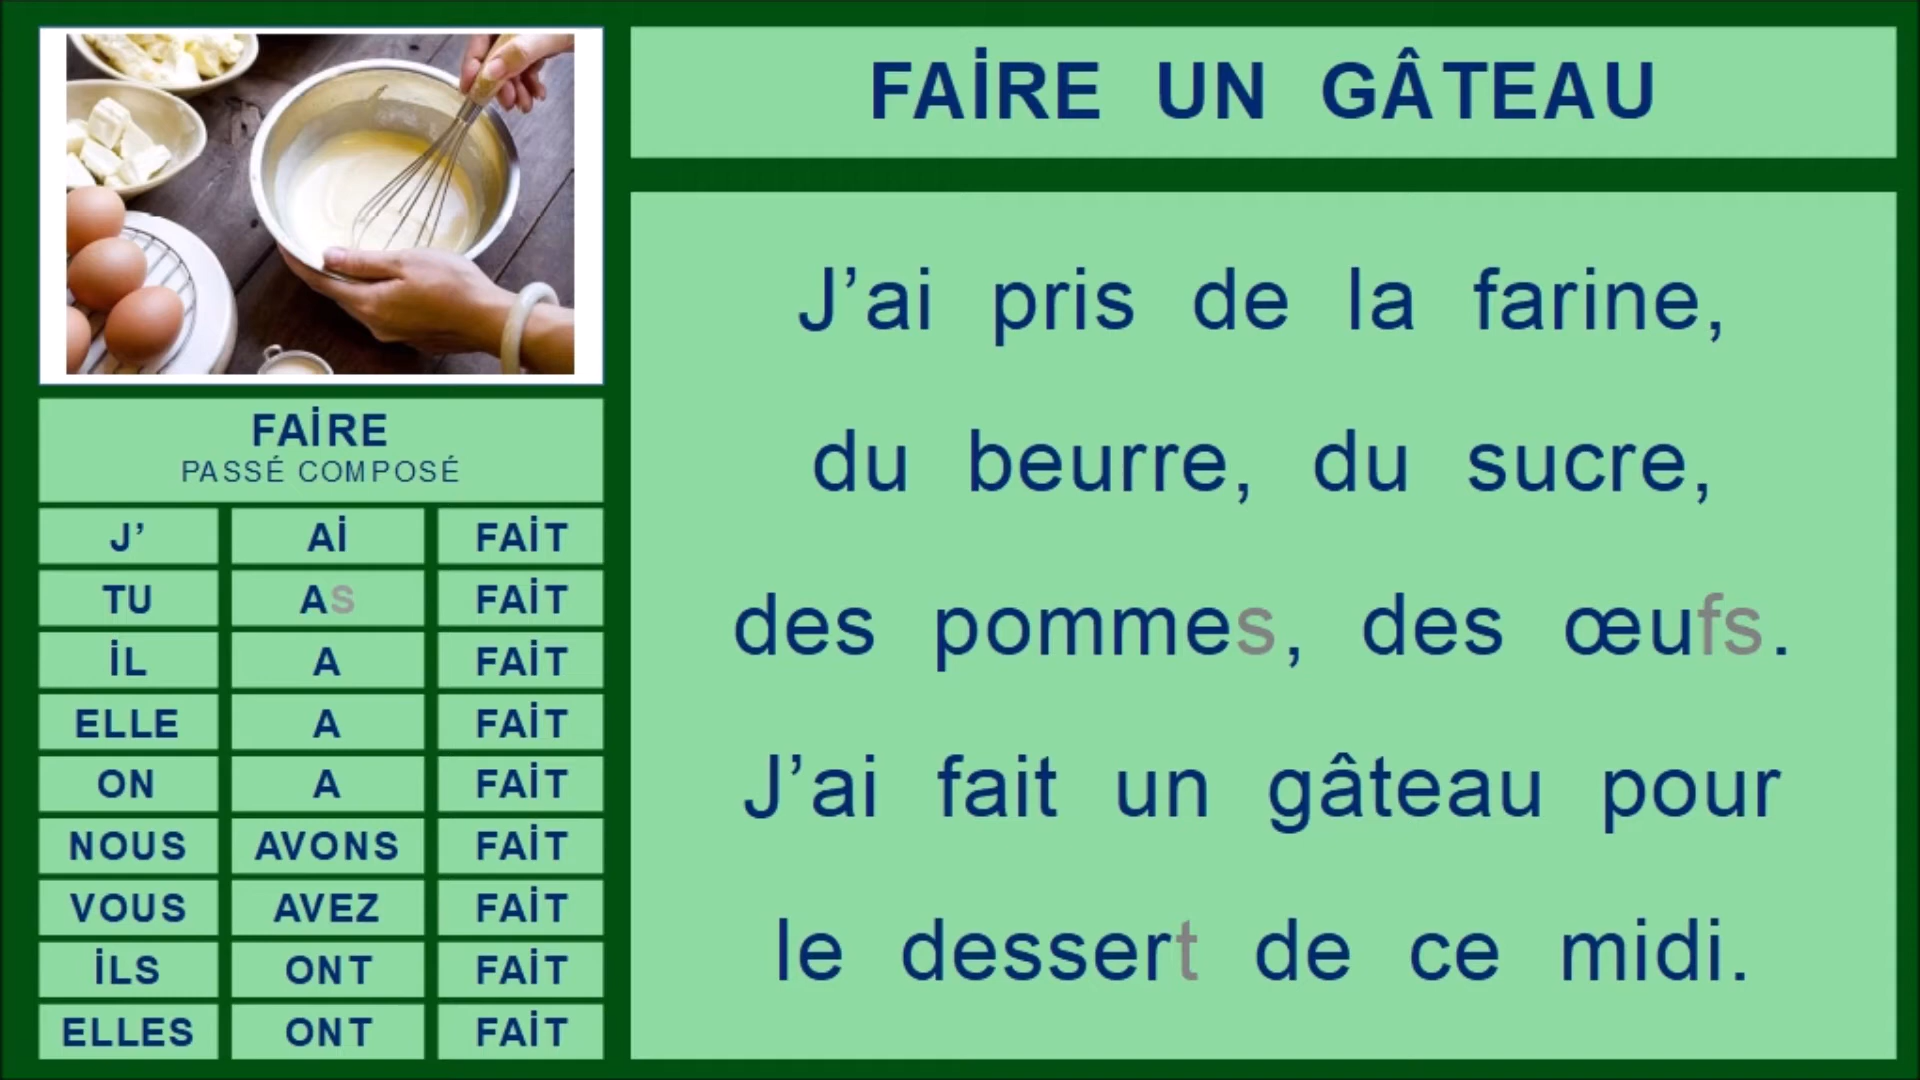 FAİRE UN GÂTEAU
J’ai pris de la farine,
du beurre, du sucre,
des pommes, des œufs.
J’ai fait un gâteau pour
le dessert de ce midi.
FAİRE
PASSÉ COMPOSÉ
J’ Aİ FAİT
TU AS FAİT
İL A FAİT
ELLE A FAİT
ON A FAİT
NOUS AVONS FAİT
VOUS AVEZ FAİT
İLS ONT FAİT
ELLES ONT FAİT